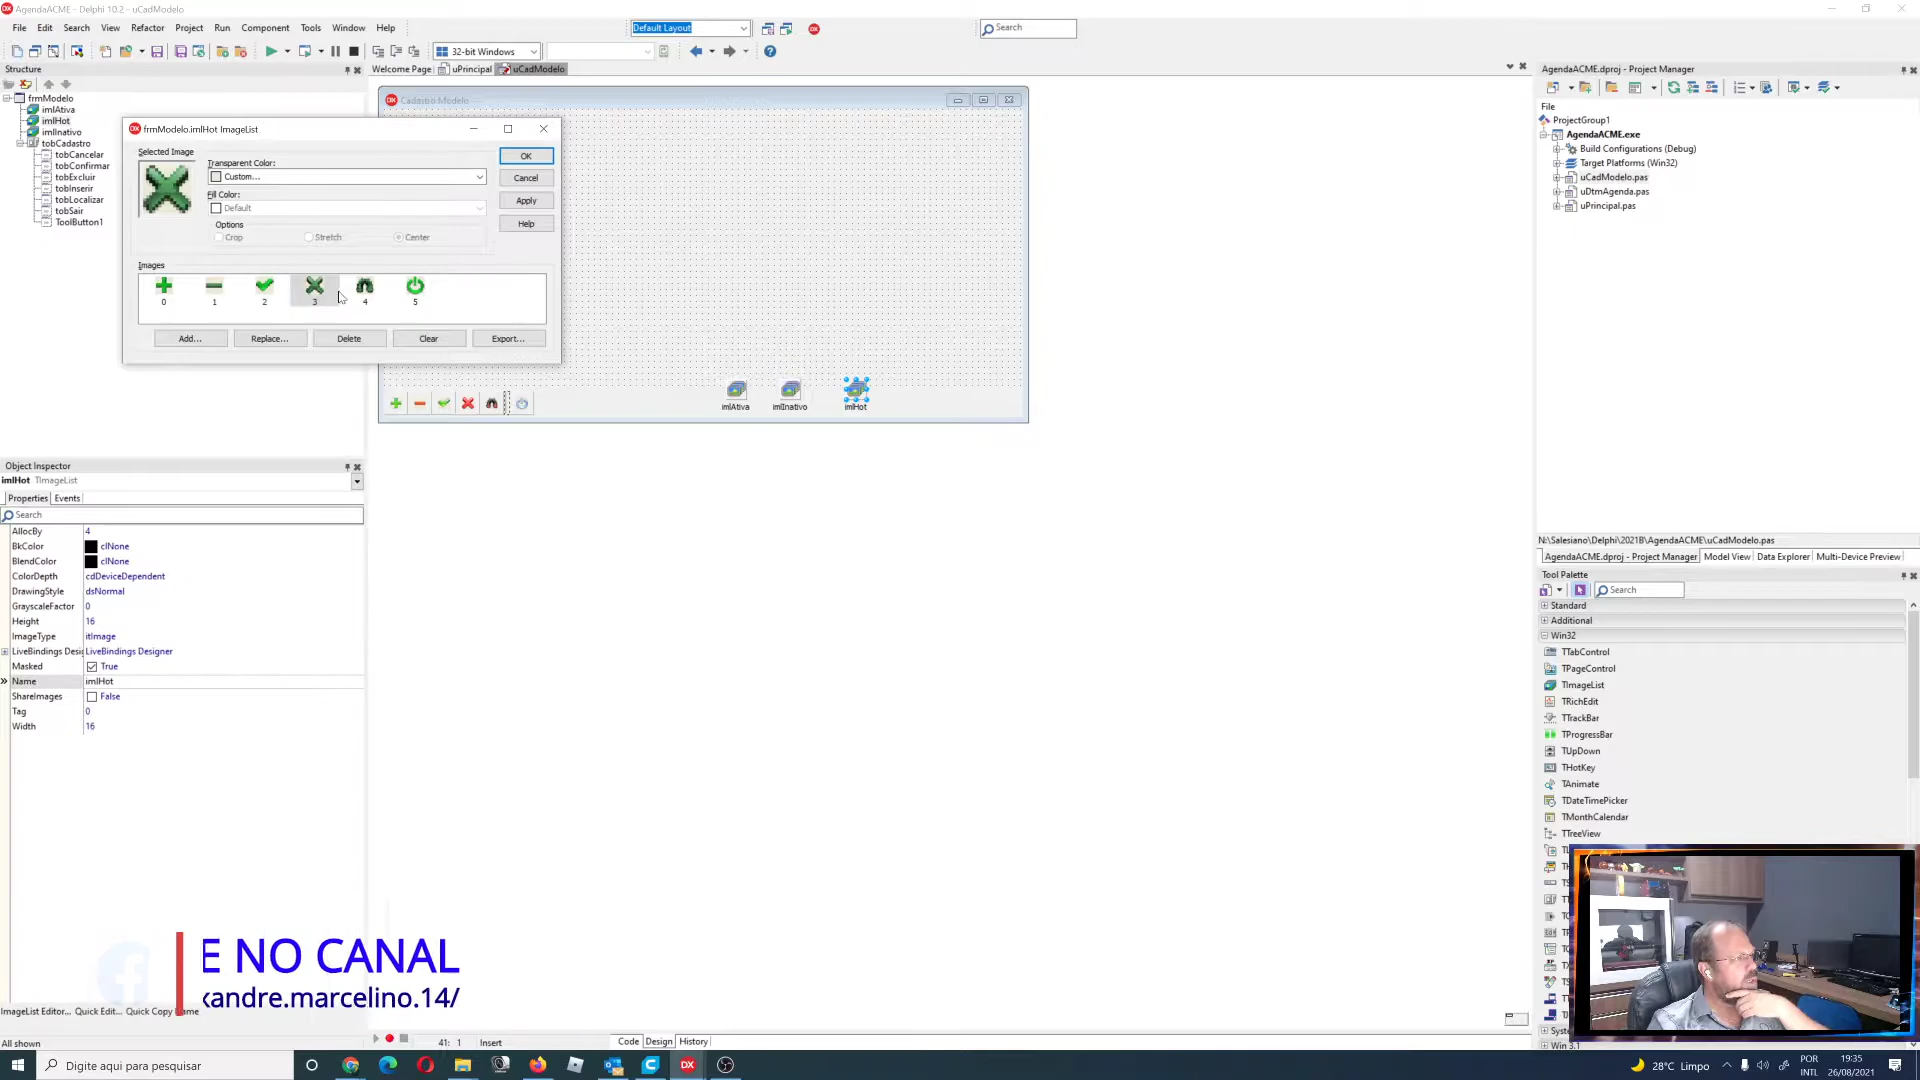 AgendaACME - Delphi 10.2 - uCadModelo
File Edit Search View Refactor Project Run Component Tools Window Help
Default Layout
Search
32-bit Windows
Structure
Welcome Page uPrincipal uCadModelo
AgendaACME.dproj - Project Manager
frmModelo
imlAtiva
imlHot
imlInativo
tobCadastro
tobCancelar
tobConfirmar
tobExcluir
tobInserir
tobLocalizar
tobSair
ToolButton1
Cadastro Modelo
frmModelo.imlHot ImageList
Selected Image
Transparent Color:
Custom...
Fill Color:
Default
Options
Crop Stretch Center
OK
Cancel
Apply
Help
Images
0 1 2 3 4 5
Add... Replace... Delete Clear Export...
imlAtiva imlInativo imlHot
File
ProjectGroup1
AgendaACME.exe
Build Configurations (Debug)
Target Platforms (Win32)
uCadModelo.pas
uDtmAgenda.pas
uPrincipal.pas
Object Inspector
imlHot TImageList
Properties Events
Search
AllocBy 4
BkColor clNone
BlendColor clNone
ColorDepth cdDeviceDependent
DrawingStyle dsNormal
GrayscaleFactor 0
Height 16
ImageType itImage
LiveBindings Desi LiveBindings Designer
Masked True
Name imlHot
ShareImages False
Tag 0
Width 16
N:\Salesiano\Delphi\2021B\AgendaACME\uCadModelo.pas
AgendaACME.dproj - Project Manager Model View Data Explorer Multi-Device Preview
Tool Palette
Search
Standard
Additional
Win32
TTabControl
TPageControl
TImageList
TRichEdit
TTrackBar
TProgressBar
TUpDown
THotKey
TAnimate
TDateTimePicker
TMonthCalendar
TTreeView
Win 3.1
E NO CANAL
xandre.marcelino.14/
ImageList Editor... Quick Edit... Quick Copy
All shown
41: 1 Insert
Code Design History
Digite aqui para pesquisar
28°C Limpo
POR
INTL
19:35
26/08/2021